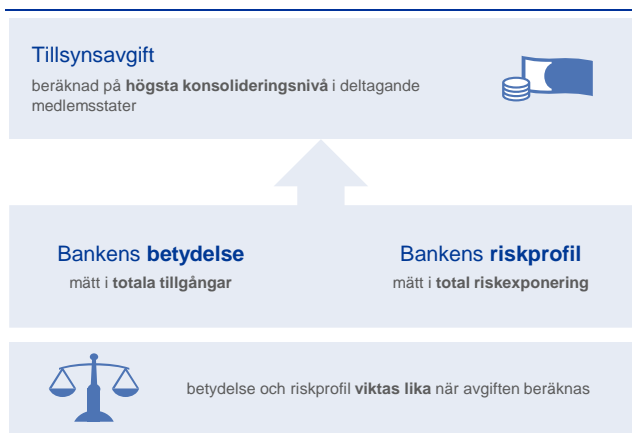 Tillsynsavgift
beräknad på högsta konsolideringsnivå i deltagande
medlemsstater
Bankens betydelse
mätt i totala tillgångar
Bankens riskprofil
mätt i total riskexponering
betydelse och riskprofil viktas lika när avgiften beräknas